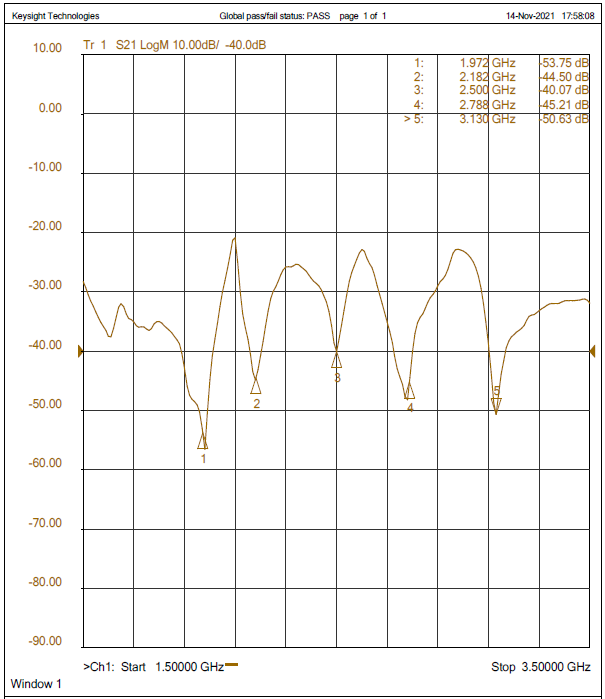 Keysight Technologies Global pass/fail status: PASS page 1 of 1 14-Nov-2021 17:58:08
Tr 1 S21 LogM 10.00dB/ -40.0dB
10.00
1: 1.972 GHz -53.75 dB
2: 2.182 GHz -44.50 dB
3: 2.500 GHz -40.07 dB
4: 2.788 GHz -45.21 dB
> 5: 3.130 GHz -50.63 dB
0.00
-10.00
-20.00
-30.00
-40.00
3
5
2
4
-50.00
1
-60.00
-70.00
-80.00
-90.00
>Ch1: Start 1.50000 GHz Stop 3.50000 GHz
Window 1